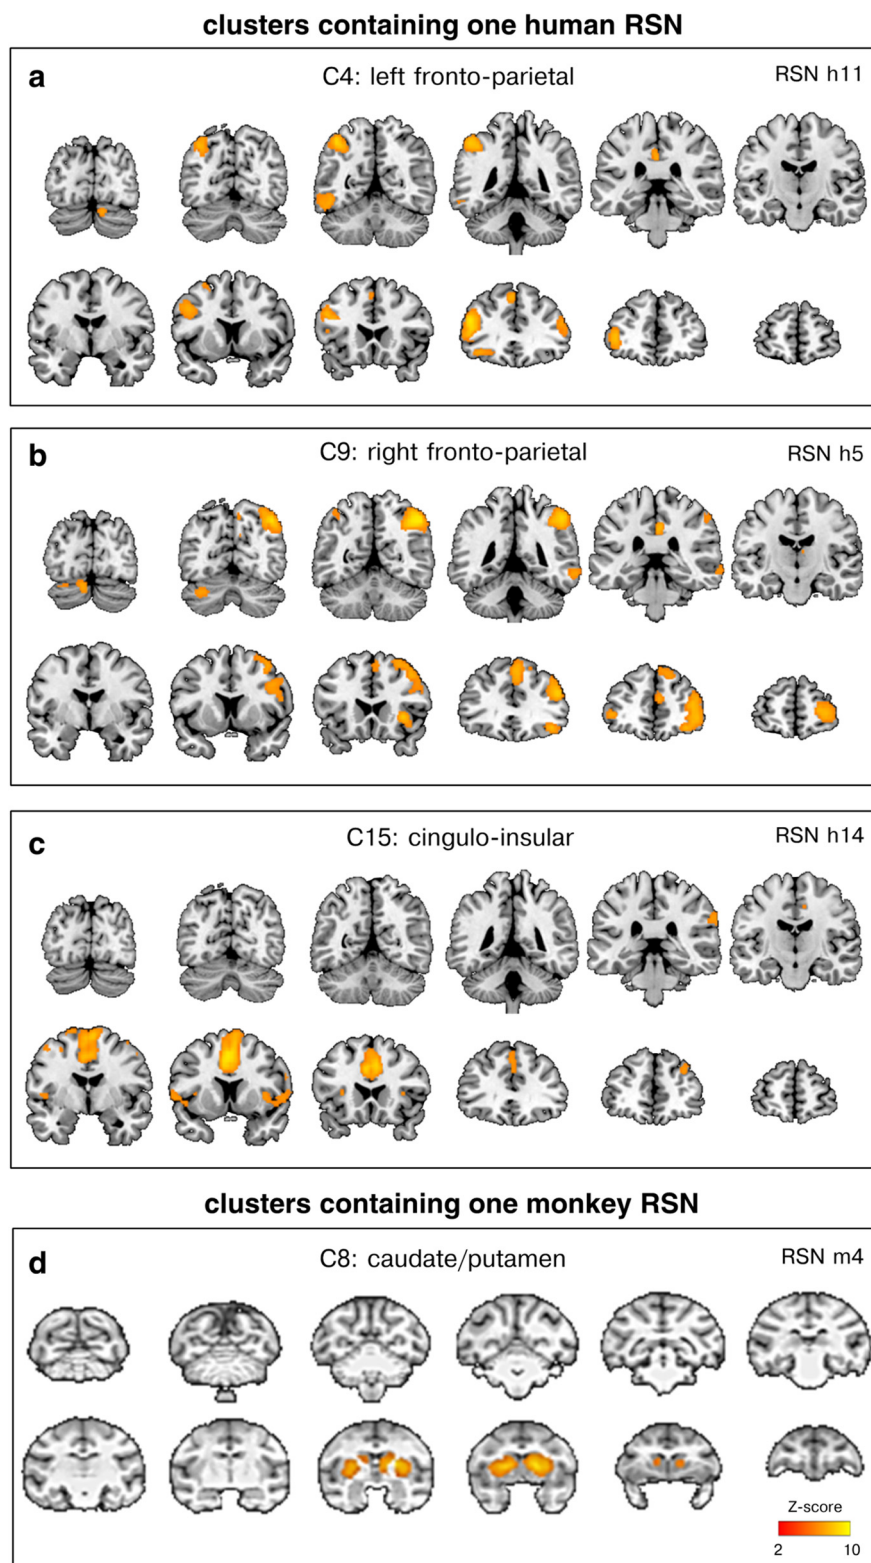 clusters containing one human RSN
a
C4: left fronto-parietal
RSN h11
b
C9: right fronto-parietal
RSN h5
c
C15: cingulo-insular
RSN h14
clusters containing one monkey RSN
d
C8: caudate/putamen
RSN m4
Z-score
2 10